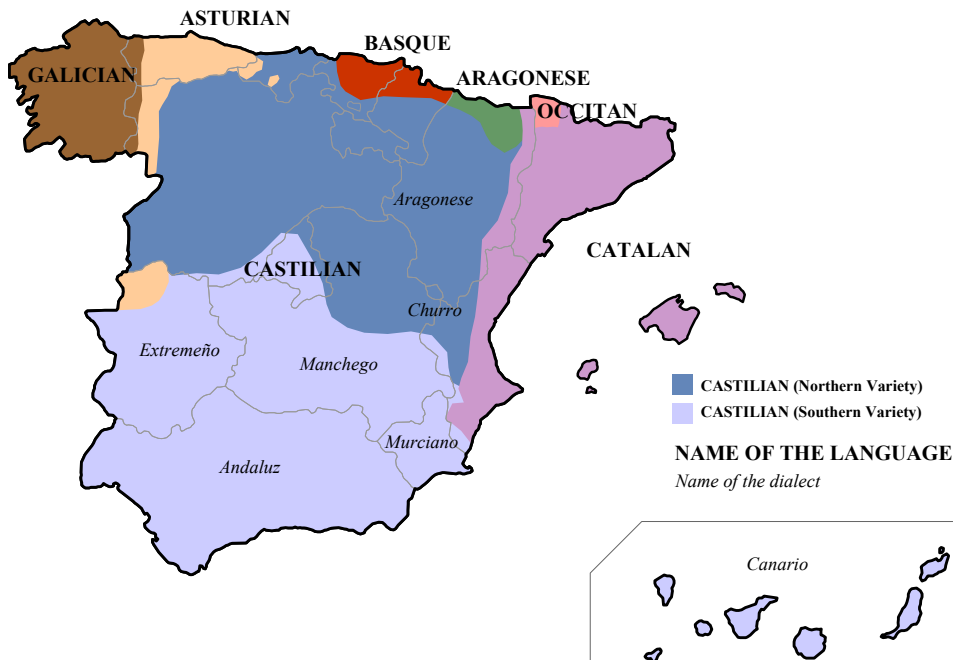 ASTURIAN
BASQUE
GALICIAN
ARAGONESE
OCCITAN
Aragonese
CATALAN
CASTILIAN
Churro
Extremeño
Manchego
CASTILIAN (Northern Variety)
CASTILIAN (Southern Variety)
Murciano
NAME OF THE LANGUAGE
Andaluz
Name of the dialect
Canario